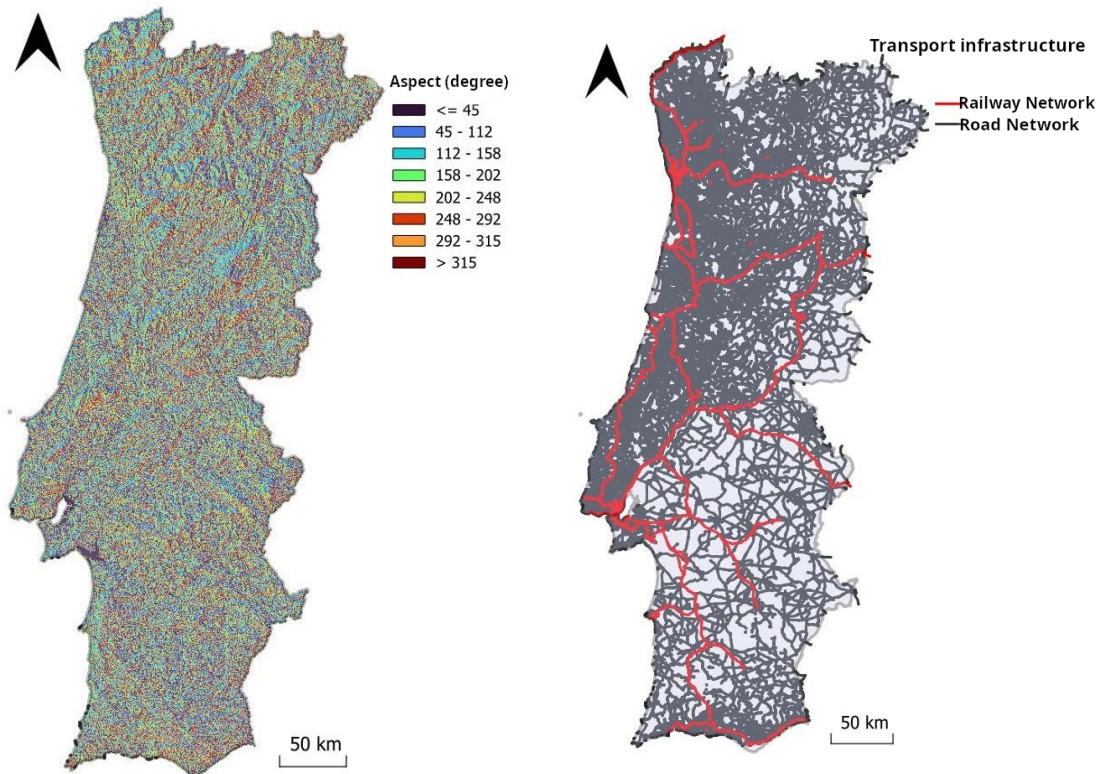 Aspect (degree)
<= 45
45 - 112
112 - 158
158 - 202
202 - 248
248 - 292
292 - 315
> 315
50 km
Transport infrastructure
Railway Network
Road Network
50 km